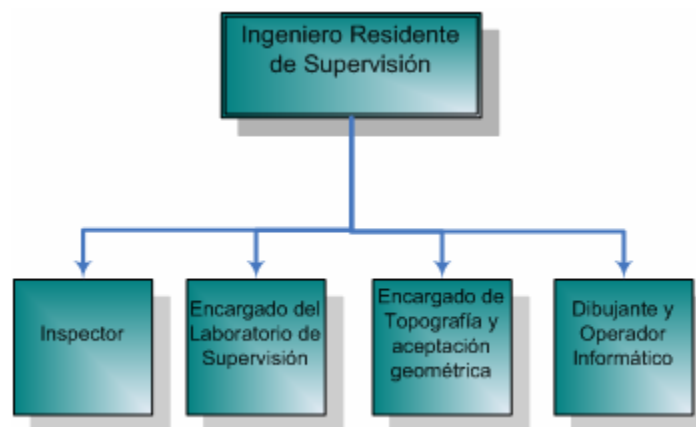 Ingeniero Residente
de Supervisión
Inspector
Encargado del
Laboratorio de
Supervisión
Encargado de
Topografía y
aceptación
geométrica
Dibujante y
Operador
Informático